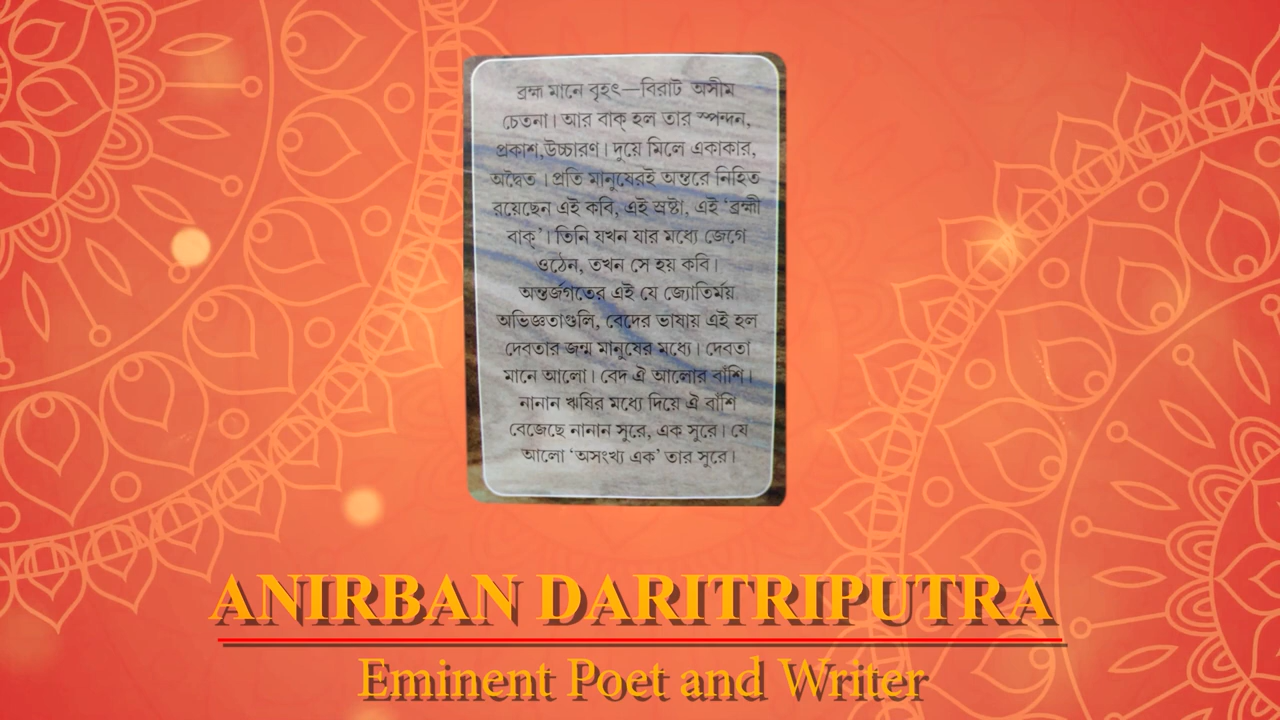 ব্রহ্ম মানে বৃহৎ—বিরাট অসীম
চেতনা। আর বাক্ হল তার স্পন্দন,
প্রকাশ,উচ্চারণ। দুয়ে মিলে একাকার,
অদ্বৈত । প্রতি মানুষেরই অন্তরে নিহিত
রয়েছেন এই কবি, এই স্রষ্টা, এই ‘ব্রহ্মী
বাক্’। তিনি যখন যার মধ্যে জেগে
ওঠেন, তখন সে হয় কবি।
অন্তর্জগতের এই যে জ্যোতির্ময়
অভিজ্ঞতাগুলি, বেদের ভাষায় এই হল
দেবতার জন্ম মানুষের মধ্যে। দেবতা
মানে আলো। বেদ ঐ আলোর বাঁশি।
নানান ঋষির মধ্যে দিয়ে ঐ বাঁশি
বেজেছে নানান সুরে, এক সুরে। যে
আলো ‘অসংখ্য এক’ তার সুরে।
ANIRBAN DARITRIPUTRA
Eminent Poet and Writer